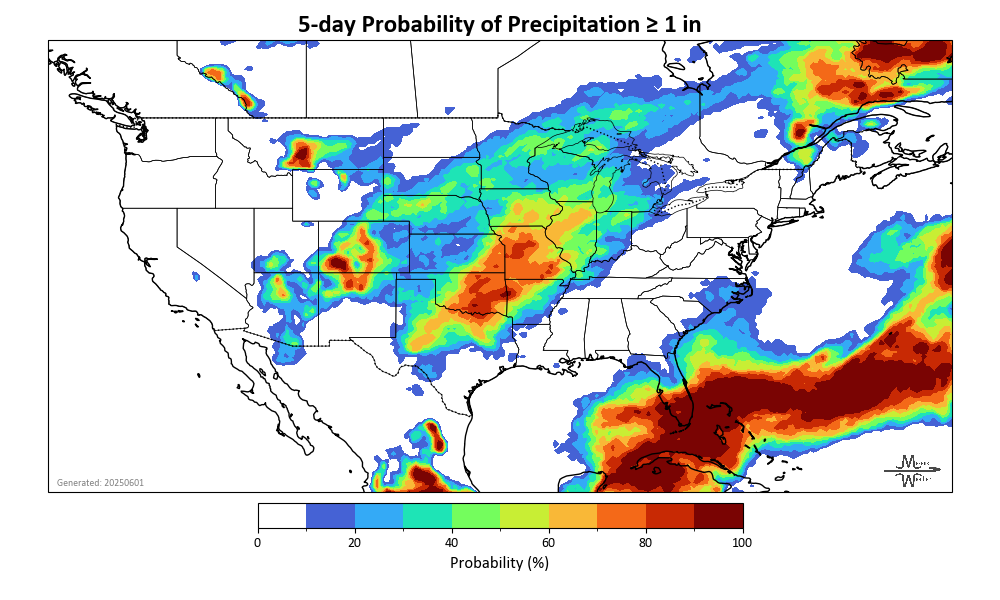 5-day Probability of Precipitation ≥ 1 in
Generated: 20250601
0 20 40 60 80 100
Probability (%)